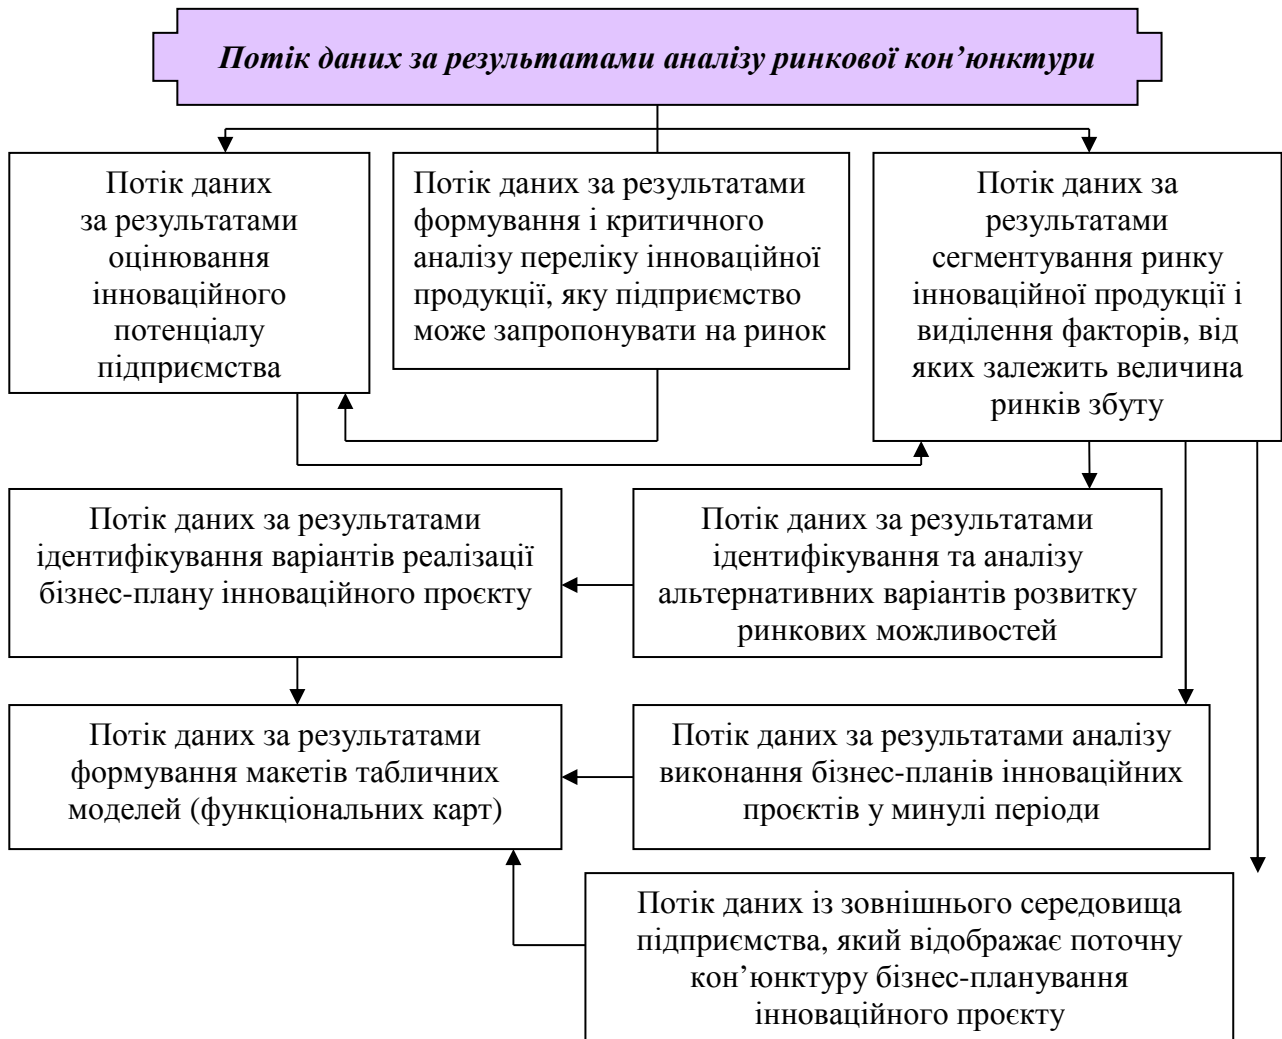 Потік даних за результатами аналізу ринкової кон’юнктури
Потік даних
за результатами
оцінювання
інноваційного
потенціалу
підприємства
Потік даних за результатами
формування і критичного
аналізу переліку інноваційної
продукції, яку підприємство
може запропонувати на ринок
Потік даних за
результатами
сегментування ринку
інноваційної продукції і
виділення факторів, від
яких залежить величина
ринків збуту
Потік даних за результатами
ідентифікування варіантів реалізації
бізнес-плану інноваційного проєкту
Потік даних за результатами
ідентифікування та аналізу
альтернативних варіантів розвитку
ринкових можливостей
Потік даних за результатами
формування макетів табличних
моделей (функціональних карт)
Потік даних за результатами аналізу
виконання бізнес-планів інноваційних
проєктів у минулі періоди
Потік даних із зовнішнього середовища
підприємства, який відображає поточну
кон’юнктуру бізнес-планування
інноваційного проєкту